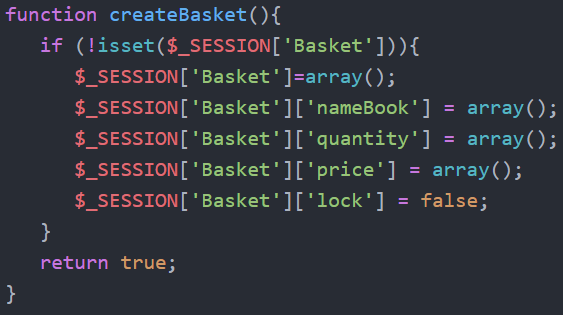 function createBasket(){
   if (!isset($_SESSION['Basket'])){
      $_SESSION['Basket']=array();
      $_SESSION['Basket']['nameBook'] = array();
      $_SESSION['Basket']['quantity'] = array();
      $_SESSION['Basket']['price'] = array();
      $_SESSION['Basket']['lock'] = false;
   }
   return true;
}